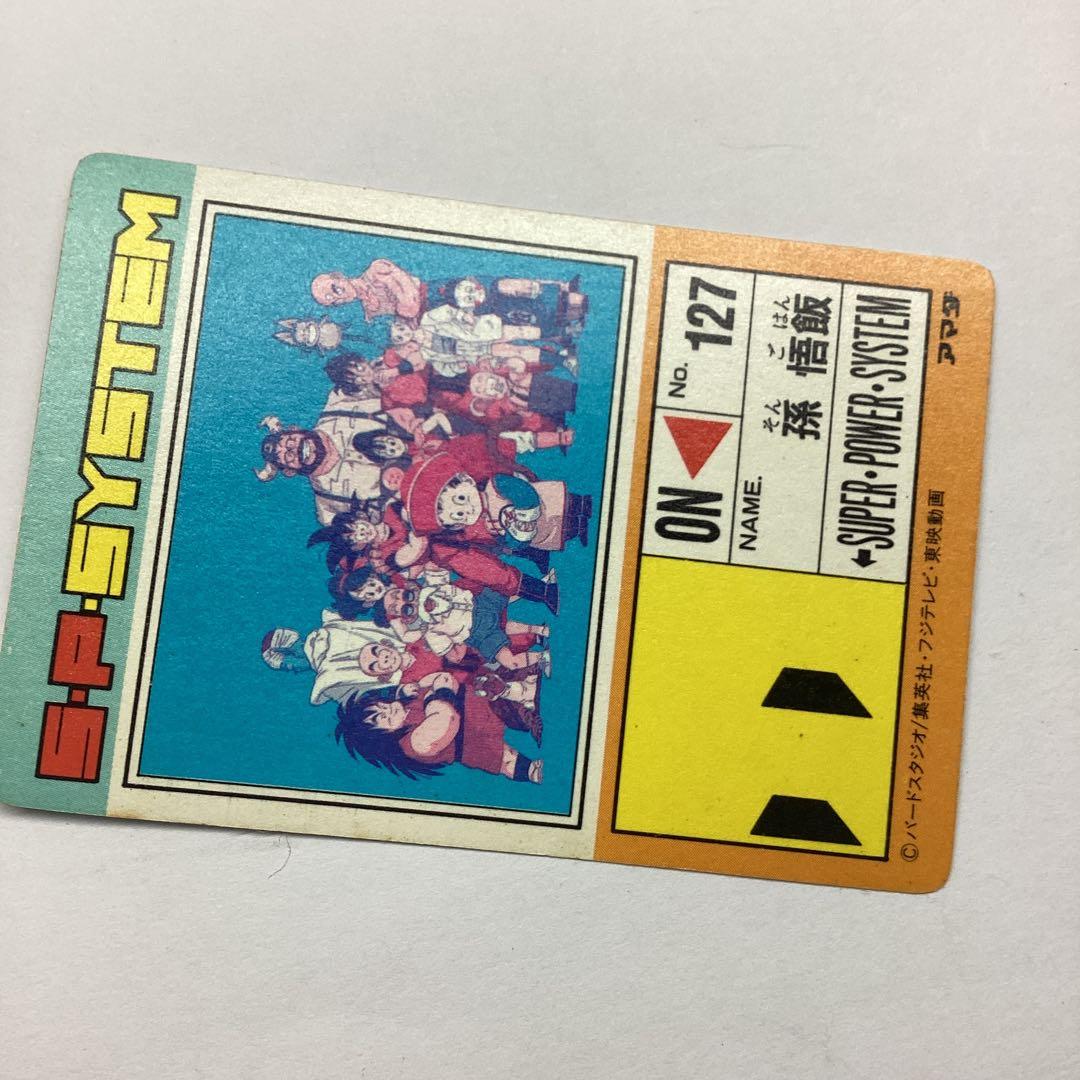 S·P·SYSTEM
ON
No. 127
NAME.
そん ご はん
孫 悟飯
SUPER·POWER·SYSTEM
©バードスタジオ/集英社・フジテレビ・東映動画
アマダ